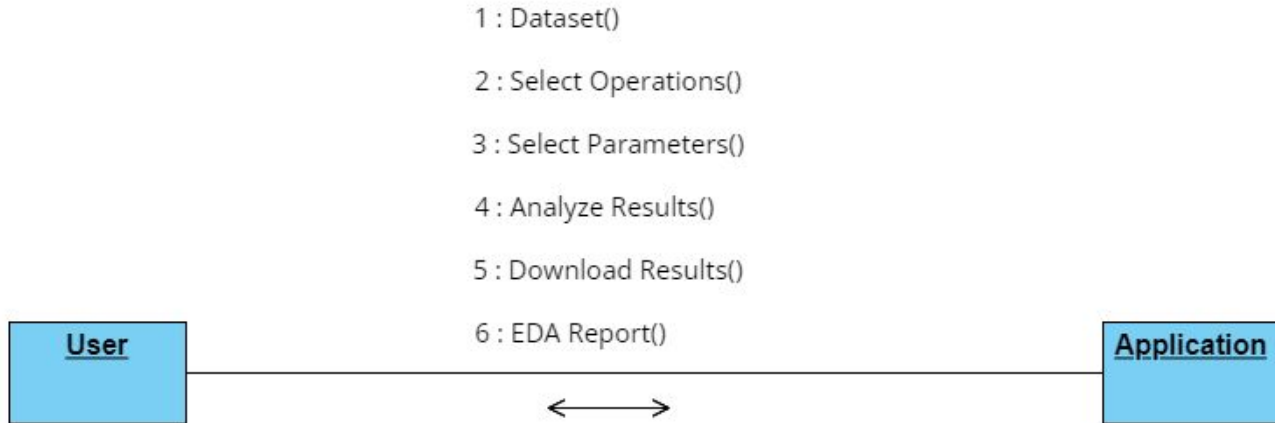 1 : Dataset()
2 : Select Operations()
3 : Select Parameters()
4 : Analyze Results()
5 : Download Results()
6 : EDA Report()
User
Application